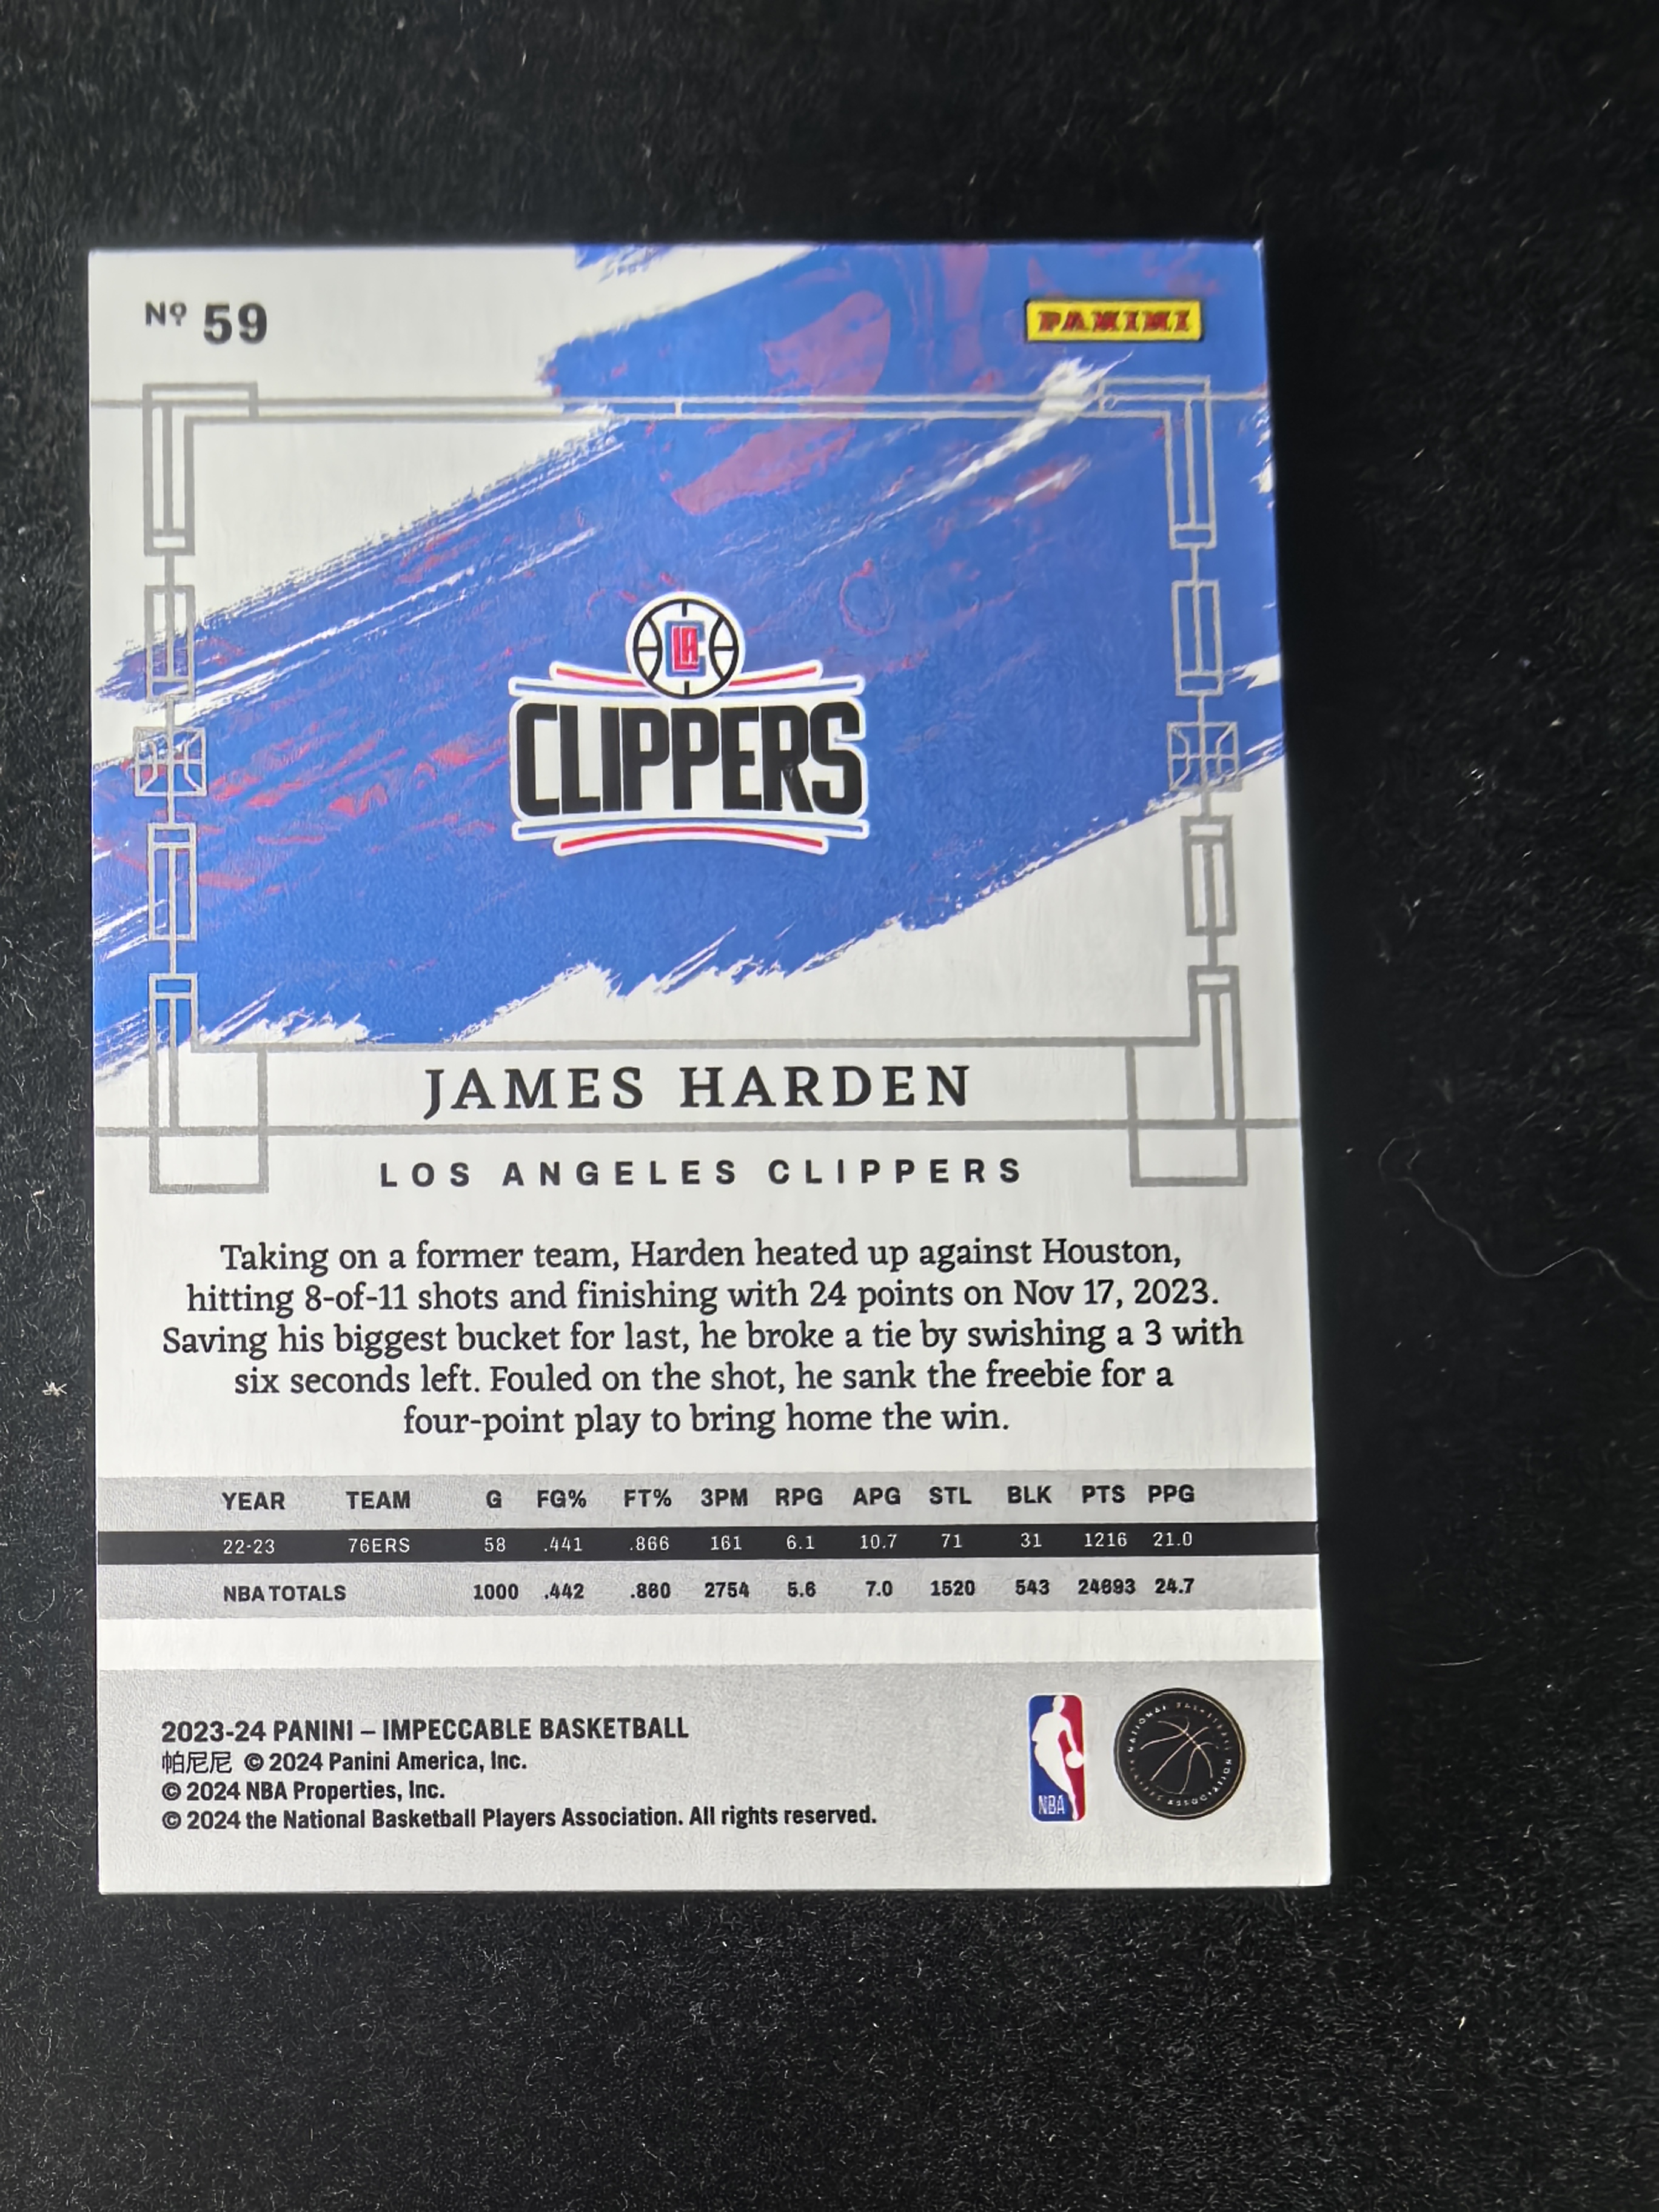 Nº 59
PANINI
LA
CLIPPERS
JAMES HARDEN
LOS ANGELES CLIPPERS
Taking on a former team, Harden heated up against Houston,
hitting 8-of-11 shots and finishing with 24 points on Nov 17, 2023.
Saving his biggest bucket for last, he broke a tie by swishing a 3 with
six seconds left. Fouled on the shot, he sank the freebie for a
four-point play to bring home the win.
YEAR TEAM G FG% FT% 3PM RPG APG STL BLK PTS PPG
22-23 76ERS 58 .441 .866 161 6.1 10.7 71 31 1216 21.0
NBA TOTALS 1000 .442 .860 2754 5.6 7.0 1520 543 24693 24.7
2023-24 PANINI – IMPECCABLE BASKETBALL
帕尼尼 © 2024 Panini America, Inc.
© 2024 NBA Properties, Inc.
© 2024 the National Basketball Players Association. All rights reserved.
NBA
NATIONAL BASKETBALL PLAYERS ASSOCIATION